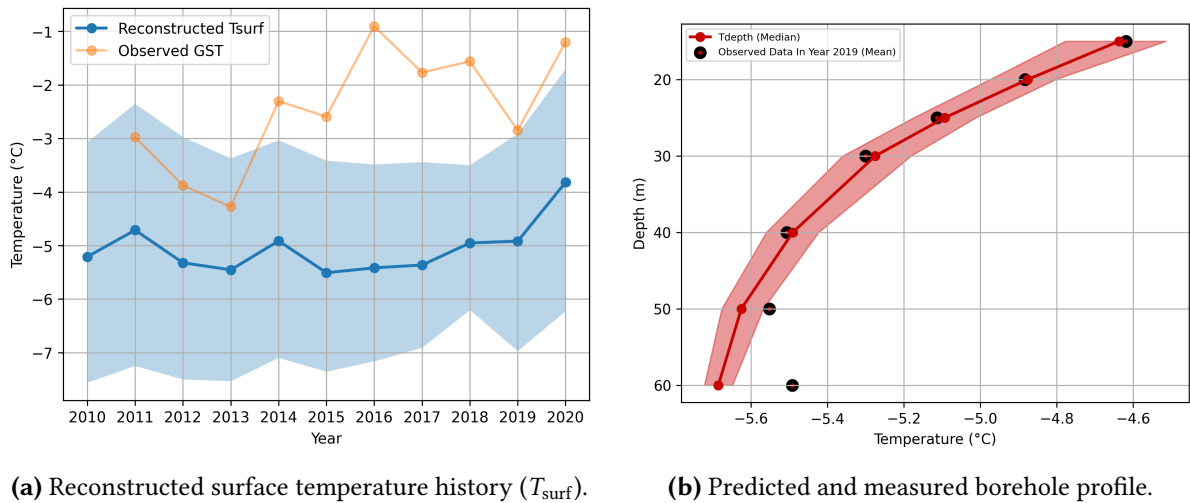 Reconstructed Tsurf
Observed GST
−1
−2
−3
−4
−5
−6
−7
Temperature (°C)
2010 2011 2012 2013 2014 2015 2016 2017 2018 2019 2020
Year
(a) Reconstructed surface temperature history (Tsurf).
Tdepth (Median)
Observed Data In Year 2019 (Mean)
20
30
40
50
60
Depth (m)
−5.6 −5.4 −5.2 −5.0 −4.8 −4.6
Temperature (°C)
(b) Predicted and measured borehole profile.